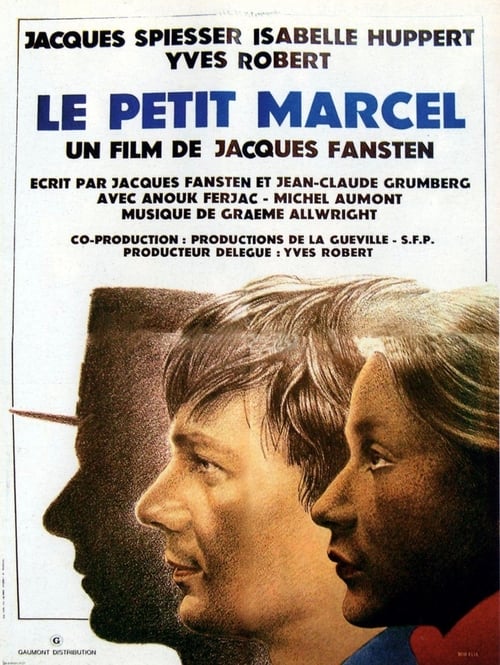 JACQUES SPIESSER ISABELLE HUPPERT
YVES ROBERT
LE PETIT MARCEL
UN FILM DE JACQUES FANSTEN
ECRIT PAR JACQUES FANSTEN ET JEAN-CLAUDE GRUMBERG
AVEC ANOUK FERJAC - MICHEL AUMONT
MUSIQUE DE GRAEME ALLWRIGHT
CO-PRODUCTION : PRODUCTIONS DE LA GUEVILLE - S.F.P.
PRODUCTEUR DELEGUE : YVES ROBERT
G
GAUMONT DISTRIBUTION